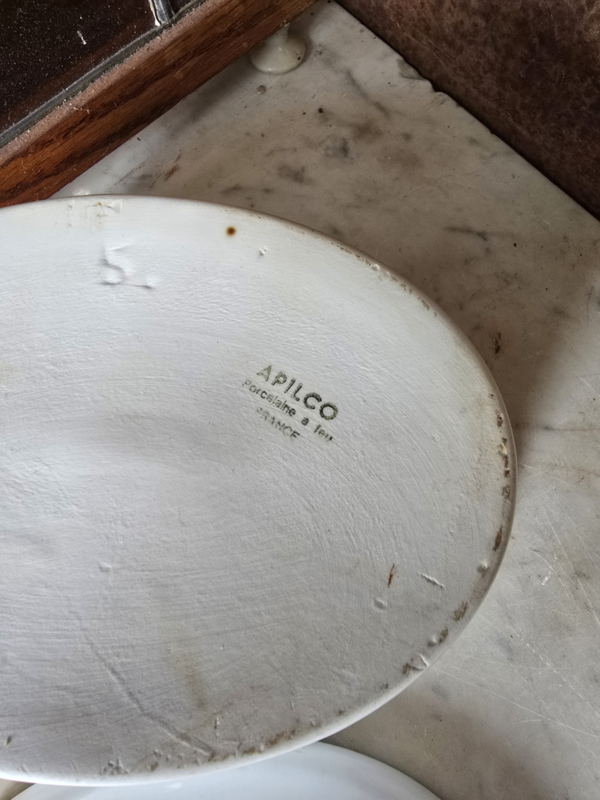 5.
APILCO
Porcelaine a feu
FRANCE